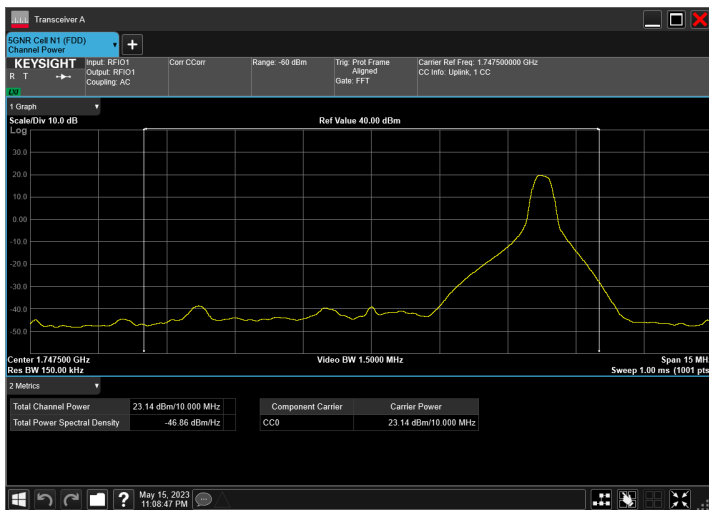 Transceiver A
5GNR Cell N1 (FDD)
Channel Power
KEYSIGHT
R T
LXI
Input: RFIO1
Output: RFIO1
Coupling: AC
Corr CCorr
Range: -60 dBm
Trig: Prot Frame
Aligned
Gate: FFT
Carrier Ref Freq: 1.747500000 GHz
CC Info: Uplink, 1 CC
1 Graph
Scale/Div 10.0 dB
Ref Value 40.00 dBm
Log
30.0
20.0
10.0
0.00
-10.0
-20.0
-30.0
-40.0
-50.0
Center 1.747500 GHz
Video BW 1.5000 MHz
Span 15 MH
Res BW 150.00 kHz
Sweep 1.00 ms (1001 pts
2 Metrics
Total Channel Power 23.14 dBm/10.000 MHz
Total Power Spectral Density -46.86 dBm/Hz
Component Carrier Carrier Power
CC0 23.14 dBm/10.000 MHz
?
May 15, 2023
11:08:47 PM